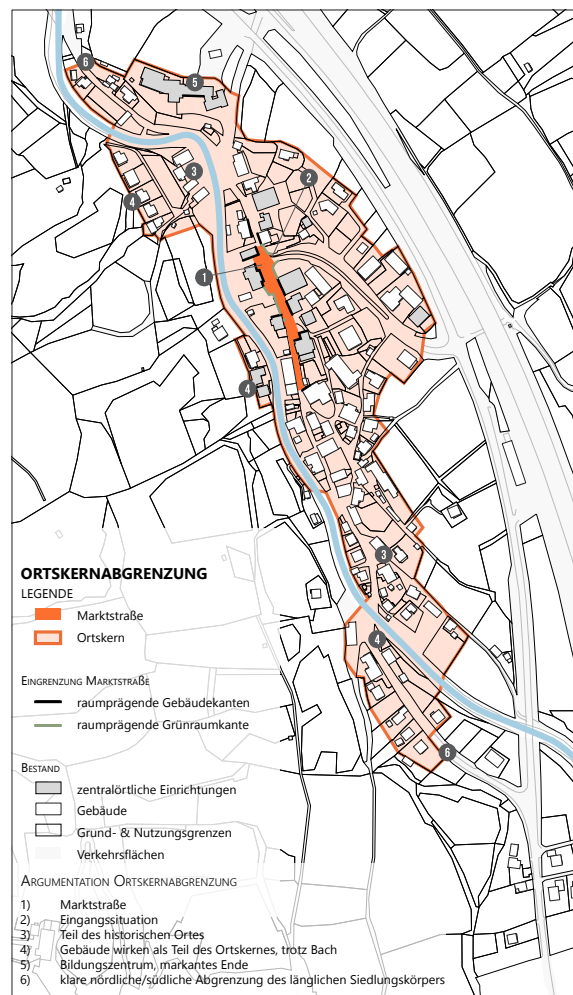 6
5
2
3
4
1
4
3
4
6
ORTSKERNABGRENZUNG
LEGENDE
Marktstraße
Ortskern
EINGRENZUNG MARKTSTRAßE
raumprägende Gebäudekanten
raumprägende Grünraumkante
BESTAND
zentralörtliche Einrichtungen
Gebäude
Grund- & Nutzungsgrenzen
Verkehrsflächen
ARGUMENTATION ORTSKERNABGRENZUNG
1) Marktstraße
2) Eingangssituation
3) Teil des historischen Ortes
4) Gebäude wirken als Teil des Ortskernes, trotz Bach
5) Bildungszentrum, markantes Ende
6) klare nördliche/südliche Abgrenzung des länglichen Siedlungskörpers